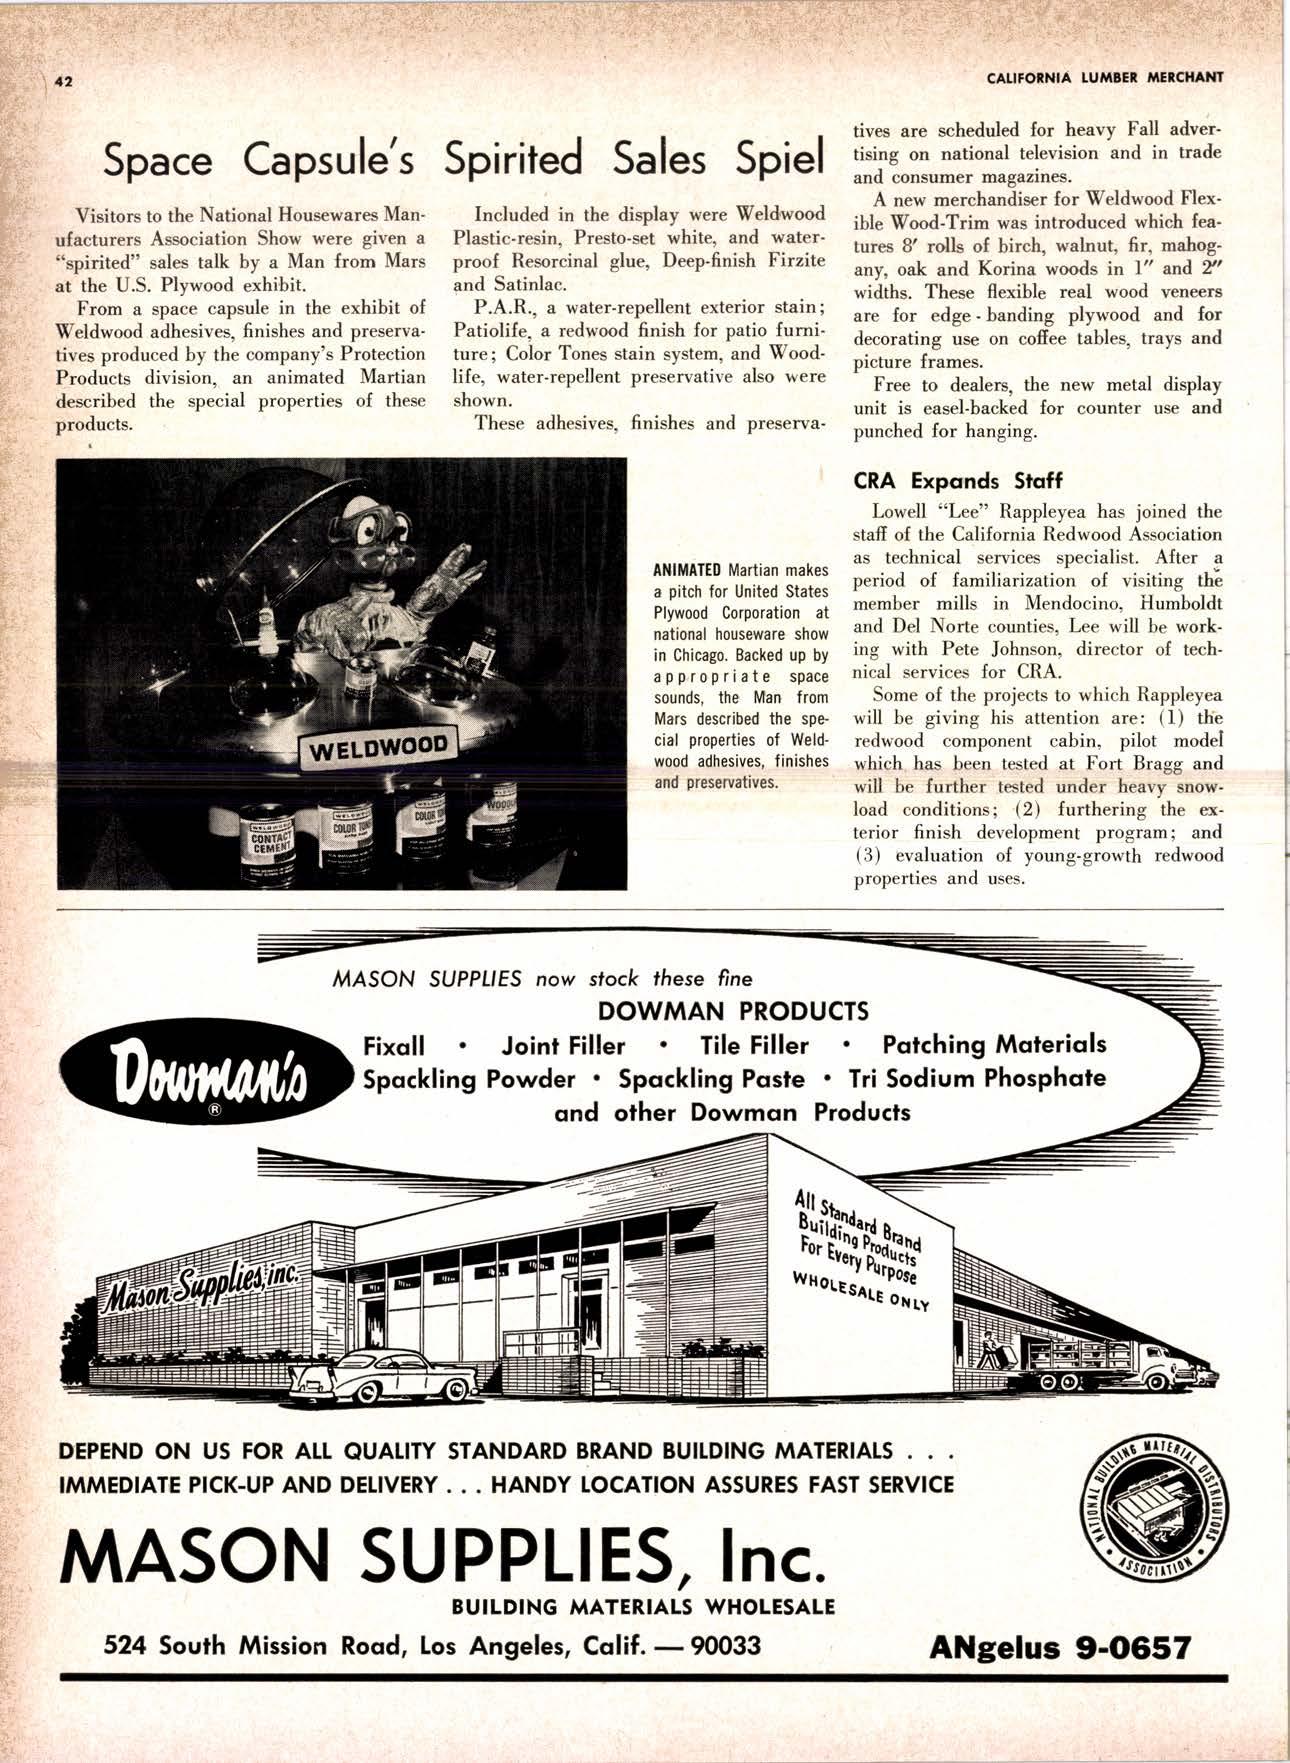 42
CALIFORNIA LUMBER MERCHANT
Space Capsule's Spirited Sales Spiel
Visitors to the National Housewares Man-
ufacturers Association Show were given a
“spirited” sales talk by a Man from Mars
at the U.S. Plywood exhibit.
From a space capsule in the exhibit of
Weldwood adhesives, finishes and preserva-
tives produced by the company's Protection
Products division, an animated Martian
described the special properties of these
products.
Included in the display were Weldwood
Plastic-resin, Presto-set white, and water-
proof Resorcinal glue, Deep-finish Firzite
and Satinlac.
P.A.R., a water-repellent exterior stain;
Patiolife, a redwood finish for patio furni-
ture; Color Tones stain system, and Wood-
life, water-repellent preservative also were
shown.
These adhesives, finishes and preserva-
tives are scheduled for heavy Fall adver-
tising on national television and in trade
and consumer magazines.
A new merchandiser for Weldwood Flex-
ible Wood-Trim was introduced which fea-
tures 8' rolls of birch, walnut, fir, mahog-
any, oak and Korina woods in 1" and 2"
widths. These flexible real wood veneers
are for edge-banding plywood and for
decorating use on coffee tables, trays and
picture frames.
Free to dealers, the new metal display
unit is easel-backed for counter use and
punched for hanging.
WELDWOOD
WELDWOOD
CONTACT
CEMENT
COLOR TONE
COLOR TONE
ANIMATED Martian makes
a pitch for United States
Plywood Corporation at
national houseware show
in Chicago. Backed up by
appropriate space
sounds, the Man from
Mars described the spe-
cial properties of Weld-
wood adhesives, finishes
and preservatives.
CRA Expands Staff
Lowell “Lee” Rappleyea has joined the
staff of the California Redwood Association
as technical services specialist. After a
period of familiarization of visiting the
member mills in Mendocino, Humboldt
and Del Norte counties, Lee will be work-
ing with Pete Johnson, director of tech-
nical services for CRA.
Some of the projects to which Rappleyea
will be giving his attention are: (1) the
redwood component cabin, pilot model
which has been tested at Fort Bragg and
will be further tested under heavy snow-
load conditions; (2) furthering the ex-
terior finish development program; and
(3) evaluation of young-growth redwood
properties and uses.
MASON SUPPLIES now stock these fine
DOWMAN PRODUCTS
Dowman's
®
Fixall • Joint Filler • Tile Filler • Patching Materials
Spackling Powder • Spackling Paste • Tri Sodium Phosphate
and other Dowman Products
Mason Supplies, inc.
All Standard Brand
Building Products
For Every Purpose
WHOLESALE ONLY
DEPEND ON US FOR ALL QUALITY STANDARD BRAND BUILDING MATERIALS . . .
IMMEDIATE PICK-UP AND DELIVERY . . . HANDY LOCATION ASSURES FAST SERVICE
NATIONAL BUILDING MATERIAL DISTRIBUTORS
• ASSOCIATION •
MASON SUPPLIES, Inc.
BUILDING MATERIALS WHOLESALE
524 South Mission Road, Los Angeles, Calif. — 90033
ANgelus 9-0657